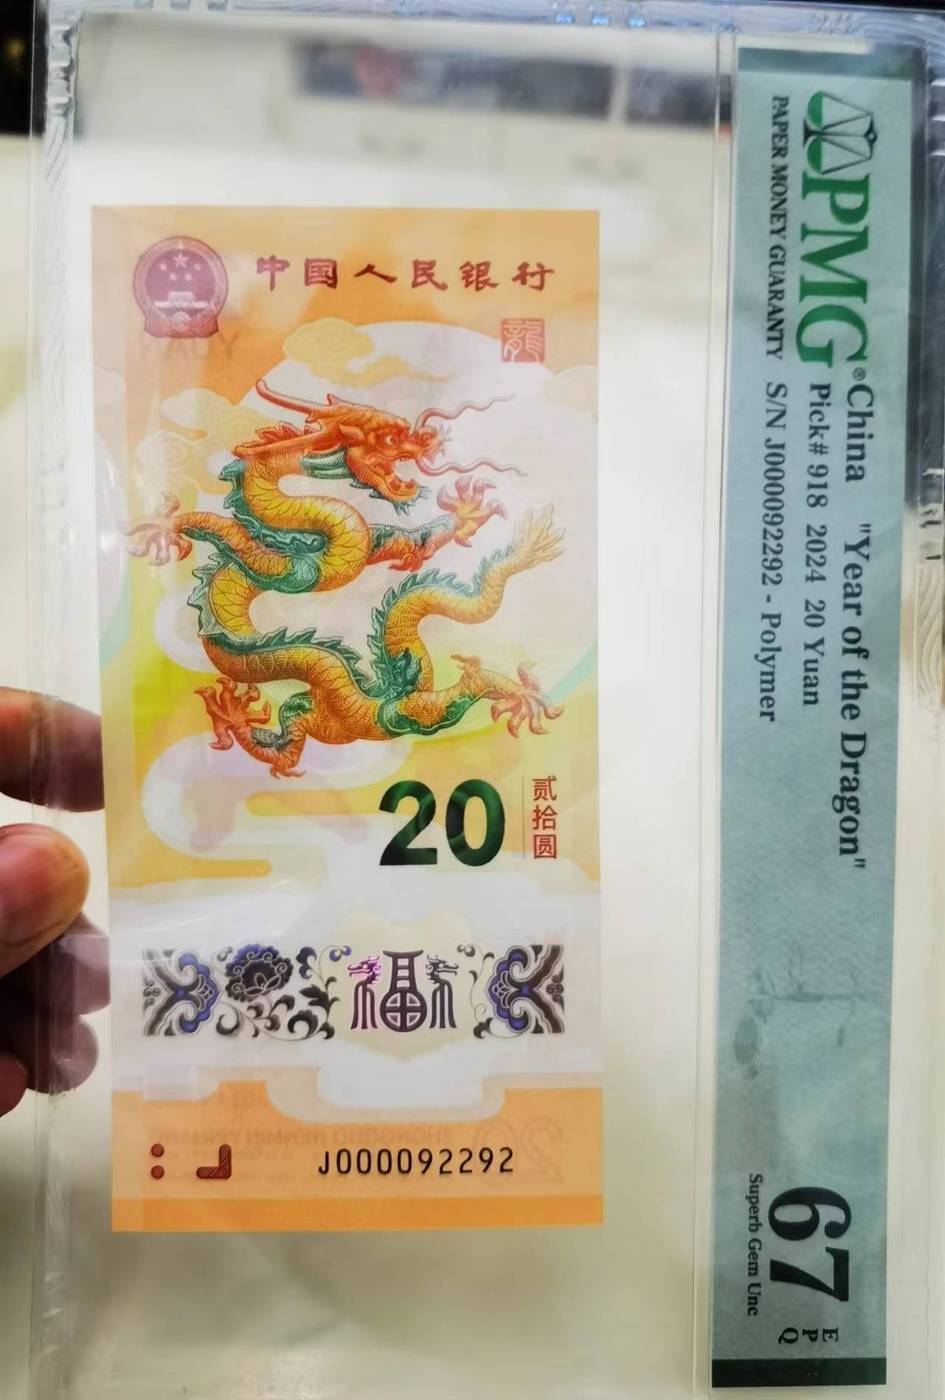 中国人民银行
龍
20
贰拾圆
福
J000092292
PMG®
PAPER MONEY GUARANTY
China "Year of the Dragon"
Pick# 918 2024 20 Yuan
S/N J000092292 - Polymer
67
EPQ
Superb Gem Unc